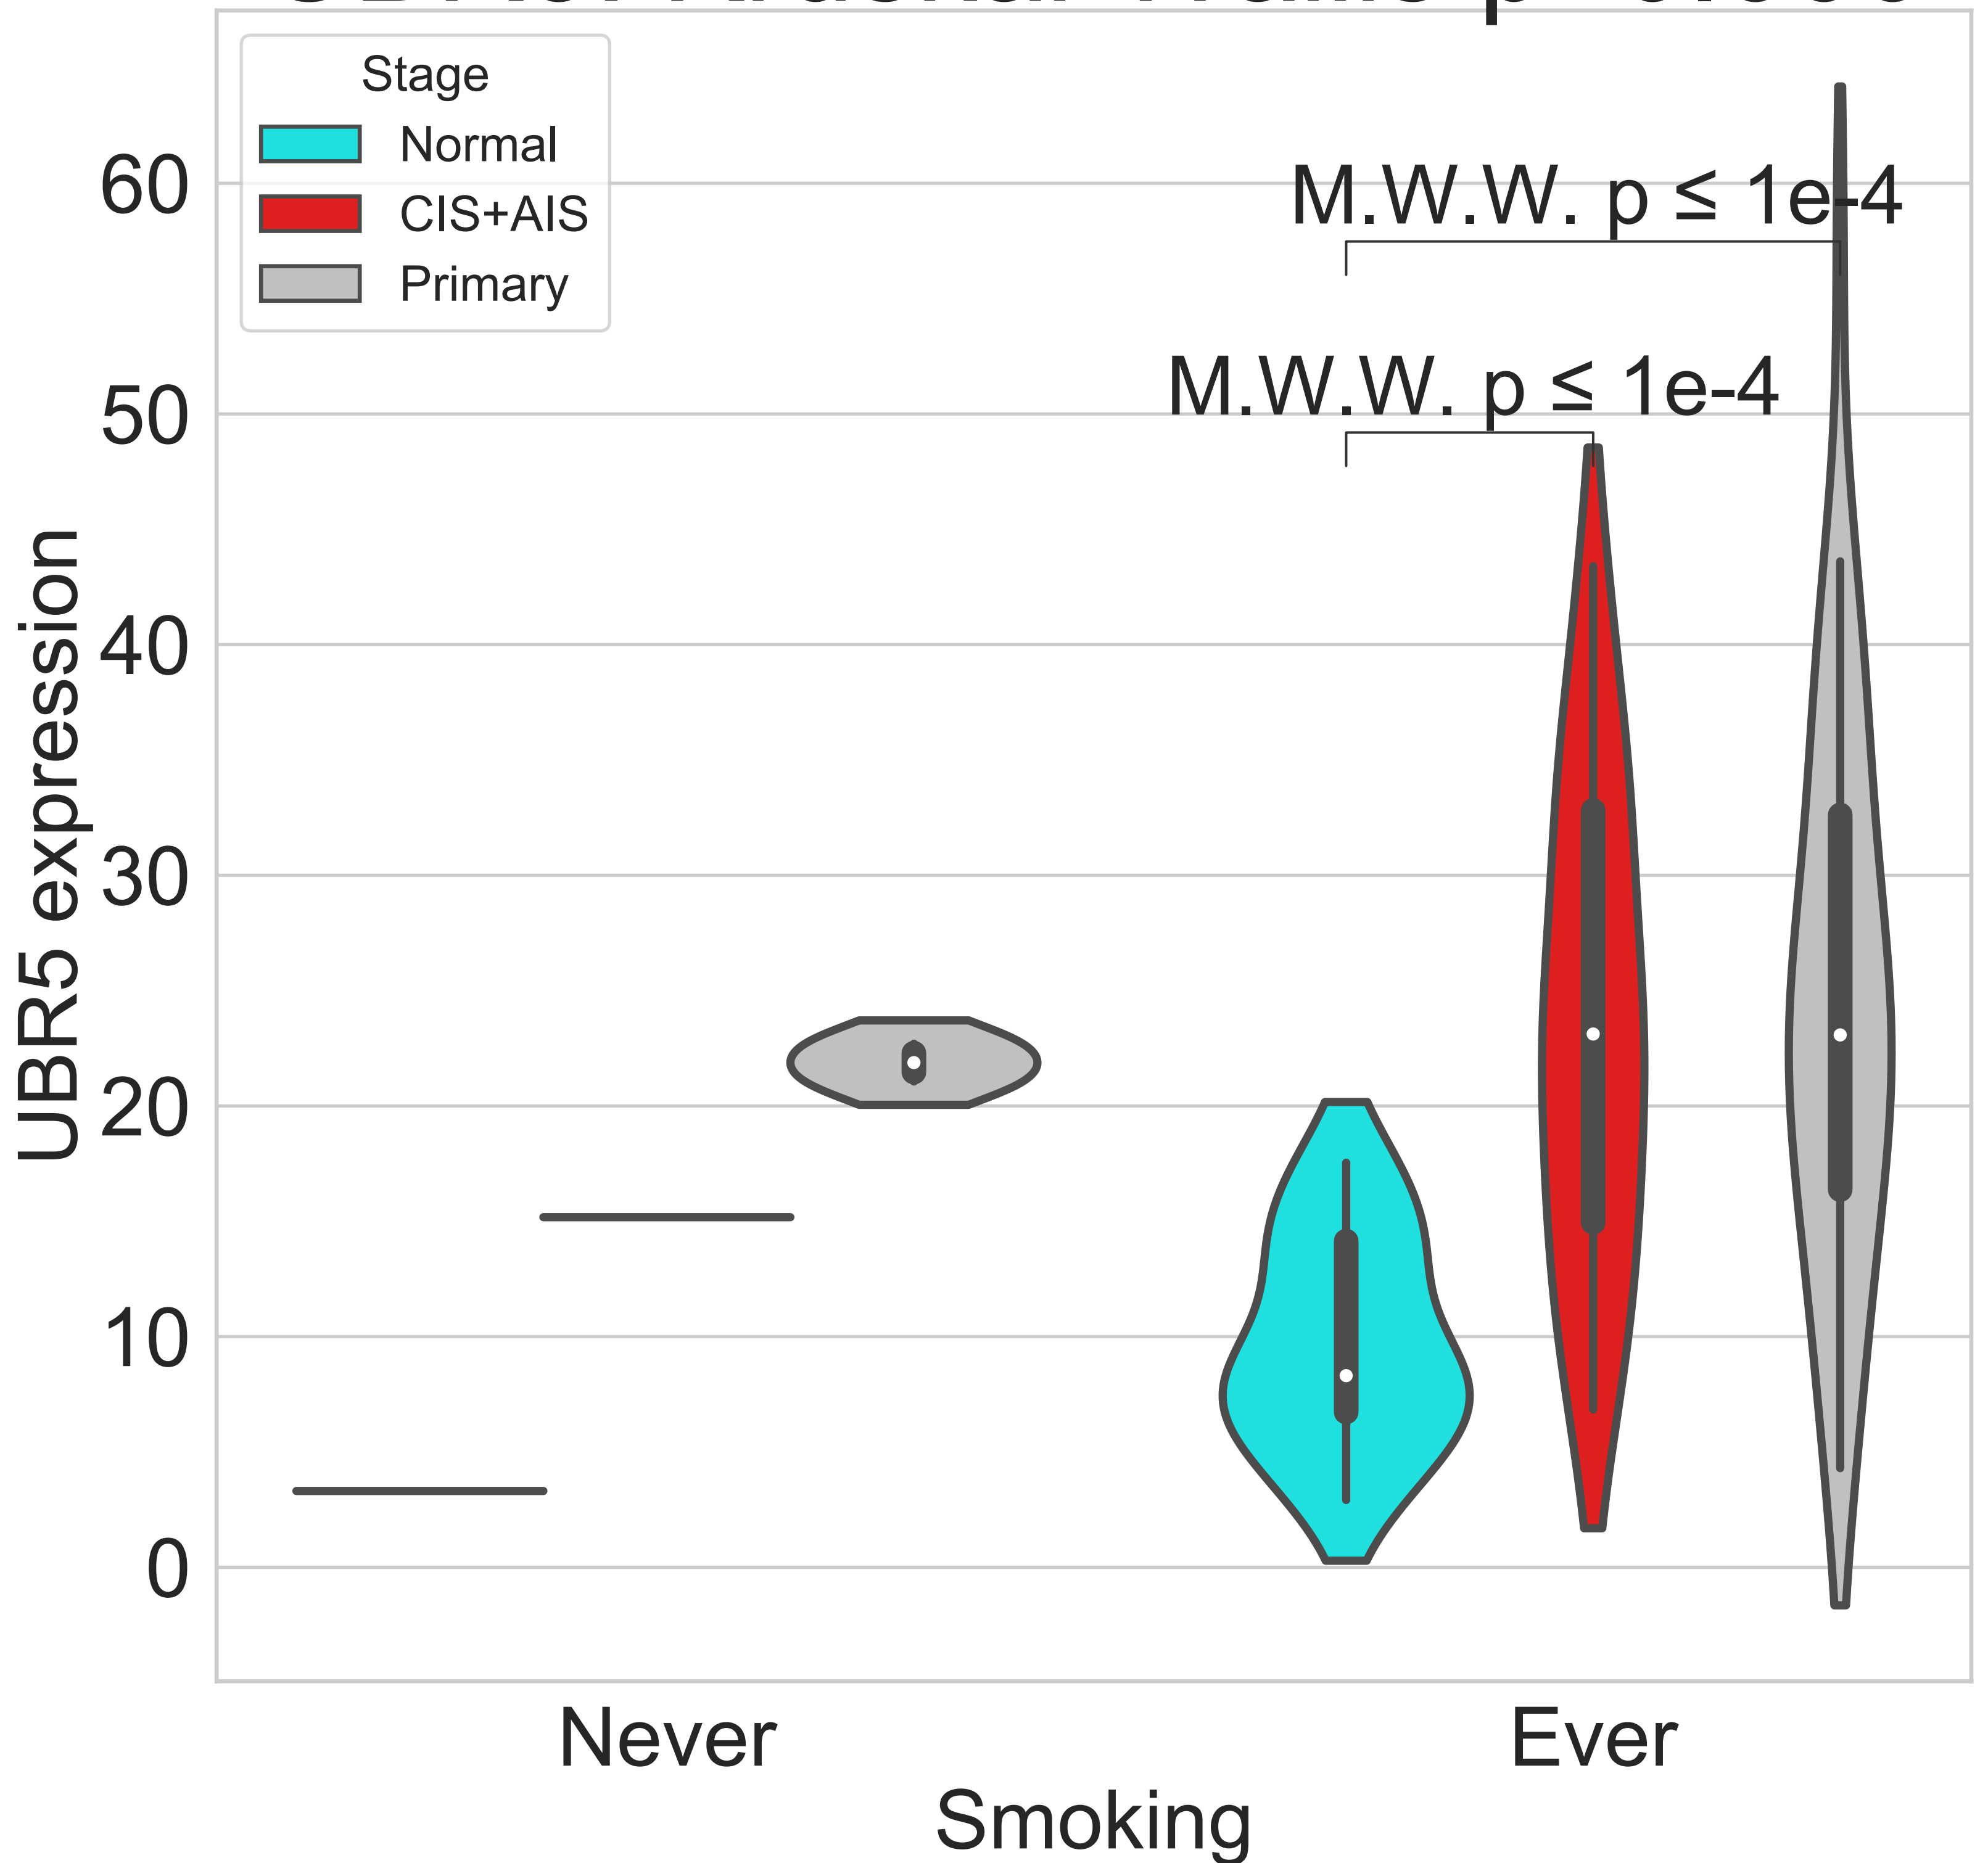 Stage
Normal
CIS+AIS
Primary
M.W.W. p ≤ 1e-4
M.W.W. p ≤ 1e-4
60
50
40
30
20
10
0
UBR5 expression
Never
Ever
Smoking